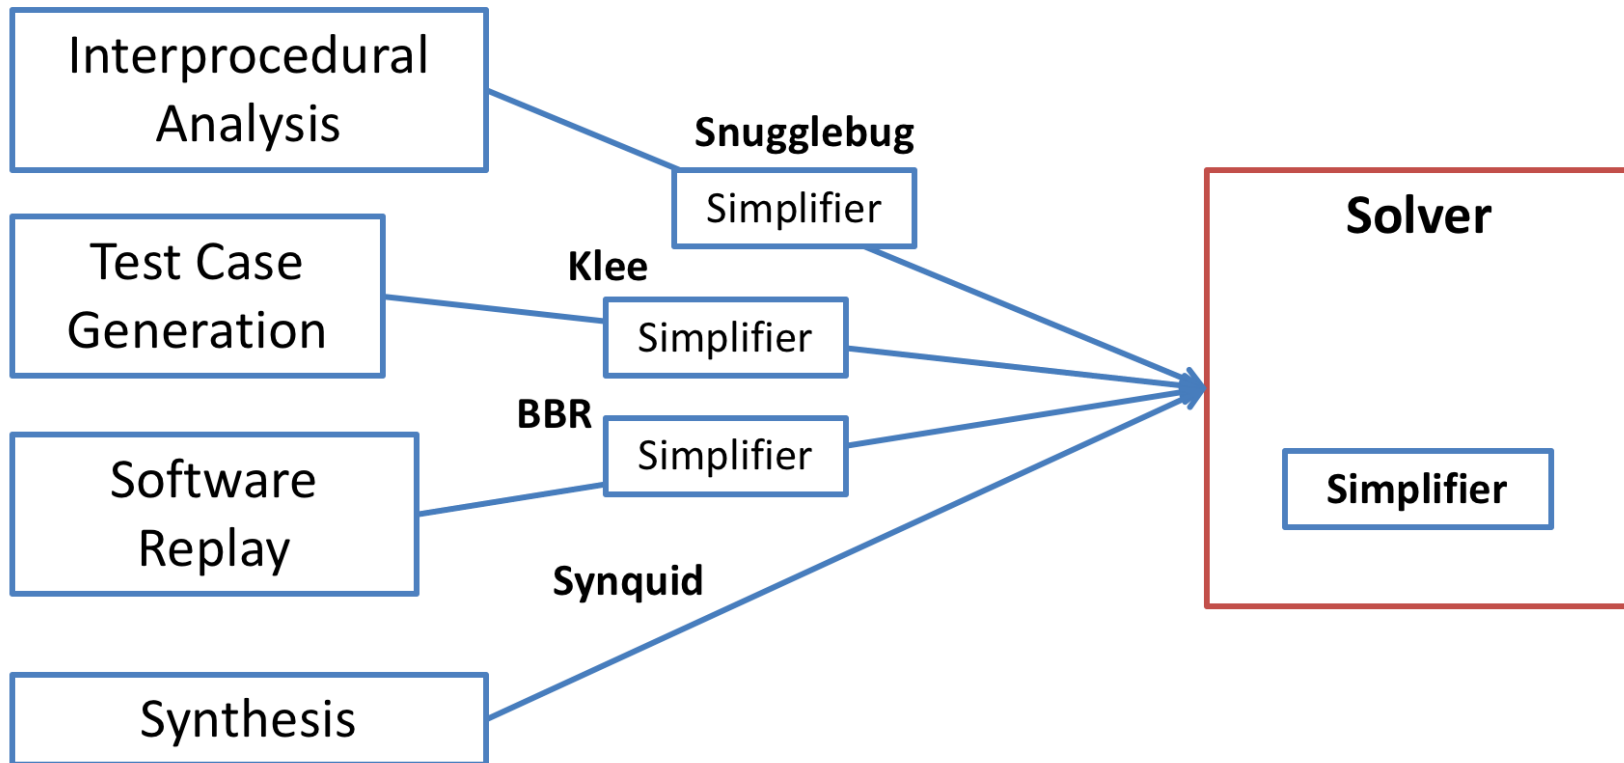 Interprocedural
Analysis
Snugglebug
Simplifier
Solver
Test Case
Generation
Klee
Simplifier
BBR
Simplifier
Software
Replay
Simplifier
Synquid
Synthesis